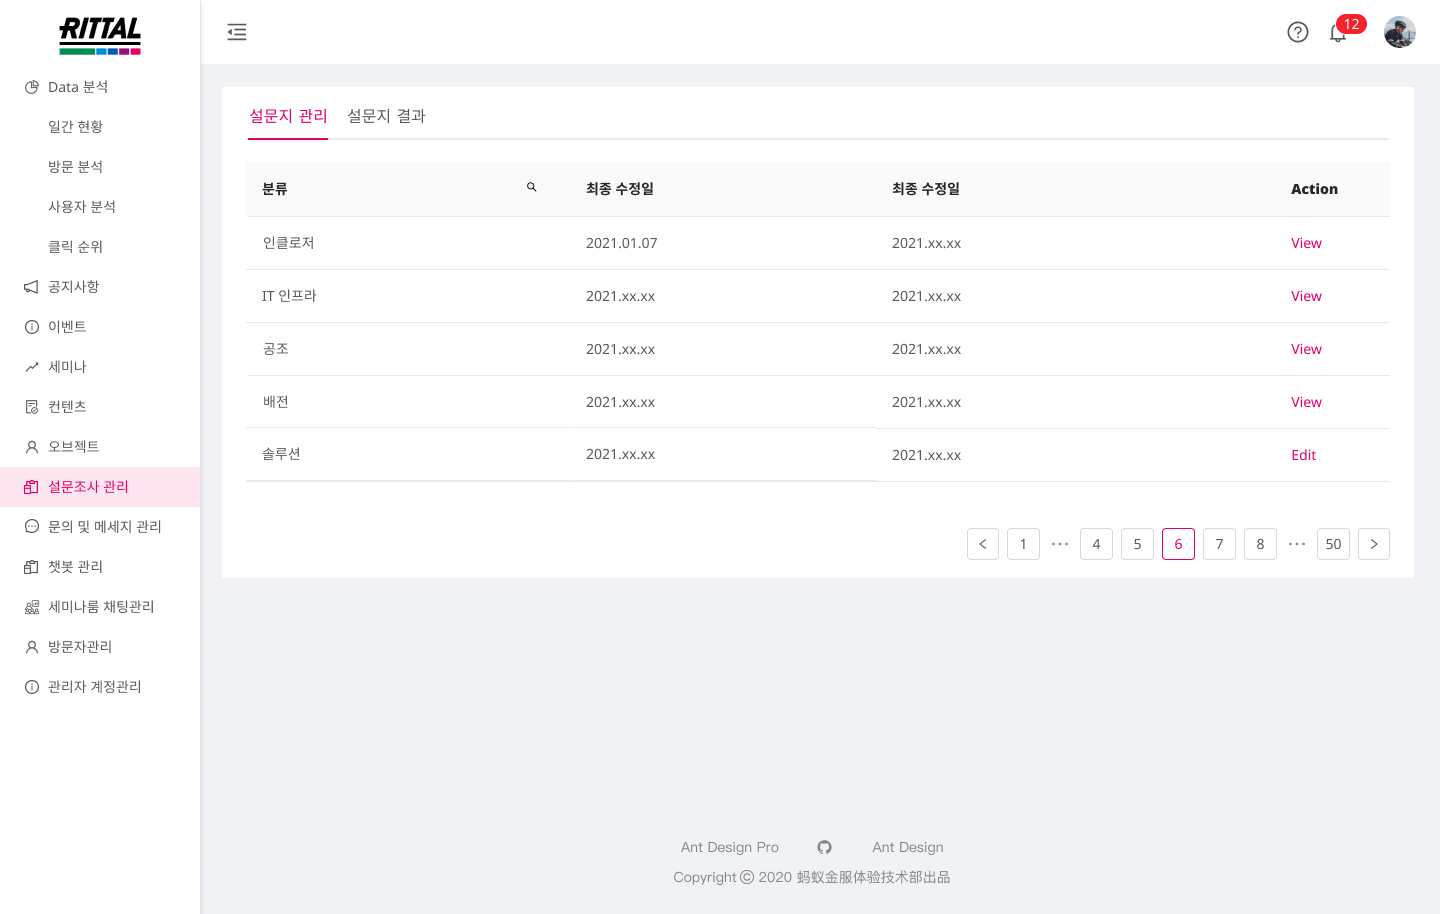 RITTAL
12
Data 분석
일간 현황
방문 분석
사용자 분석
클릭 순위
공지사항
이벤트
세미나
컨텐츠
오브젝트
설문조사 관리
문의 및 메세지 관리
챗봇 관리
세미나룸 채팅관리
방문자관리
관리자 계정관리
설문지 관리 설문지 결과
분류 최종 수정일 최종 수정일 Action
인클로저 2021.01.07 2021.xx.xx View
IT 인프라 2021.xx.xx 2021.xx.xx View
공조 2021.xx.xx 2021.xx.xx View
배전 2021.xx.xx 2021.xx.xx View
솔루션 2021.xx.xx 2021.xx.xx Edit
< 1 ••• 4 5 6 7 8 ••• 50 >
Ant Design Pro Ant Design
Copyright © 2020 蚂蚁金服体验技术部出品